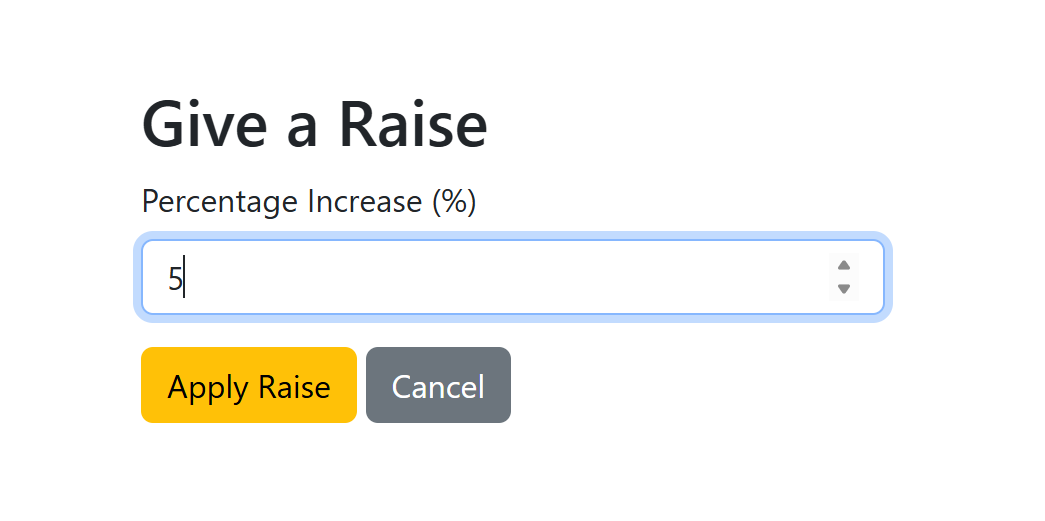 Give a Raise
Percentage Increase (%)
5
Apply Raise Cancel